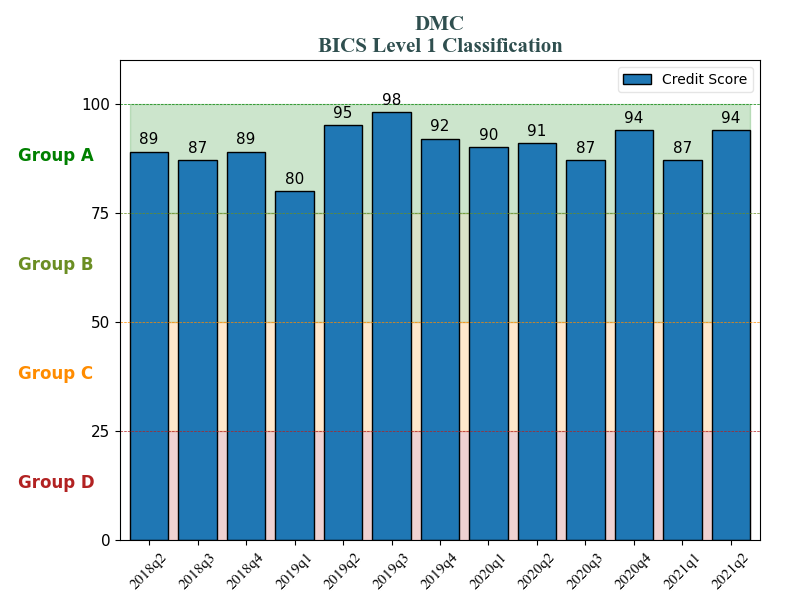 DMC
BICS Level 1 Classification
Credit Score
100
75
50
25
0
Group A
Group B
Group C
Group D
89
87
89
80
95
98
92
90
91
87
94
87
94
2018q2
2018q3
2018q4
2019q1
2019q2
2019q3
2019q4
2020q1
2020q2
2020q3
2020q4
2021q1
2021q2